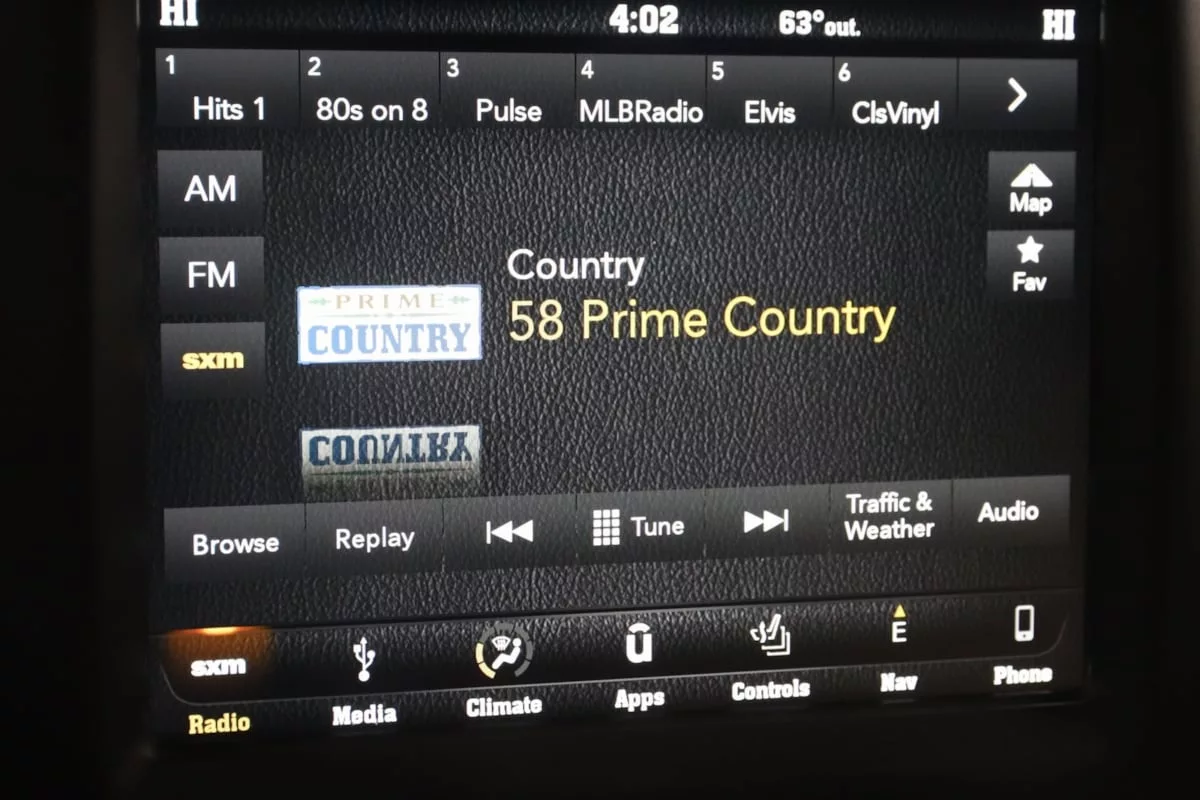 HI 4:02 63° out. HI
1 2 3 4 5 6
Hits 1 80s on 8 Pulse MLBRadio Elvis ClsVinyl
AM
Map
FM
Fav
Country
58 Prime Country
PRIME
COUNTRY
sxm
COUNTRY
Browse Replay Tune Traffic & Audio
Weather
sxm u E
Radio Media Climate Apps Controls Nav Phone